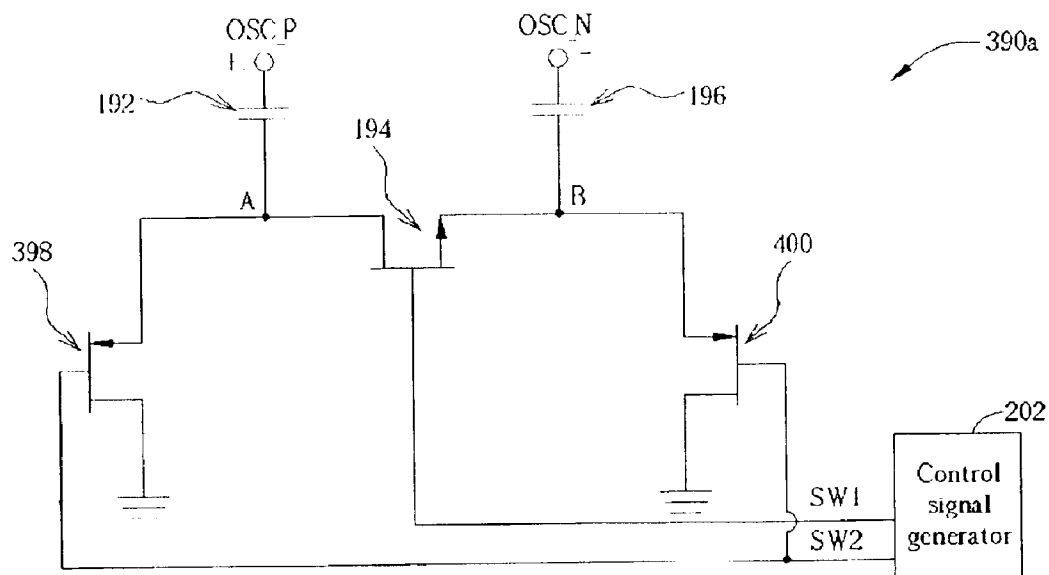 OSC_P
OSC_N
390a
+
-
192
196
194
A
B
398
400
202
Control
signal
generator
SW1
SW2